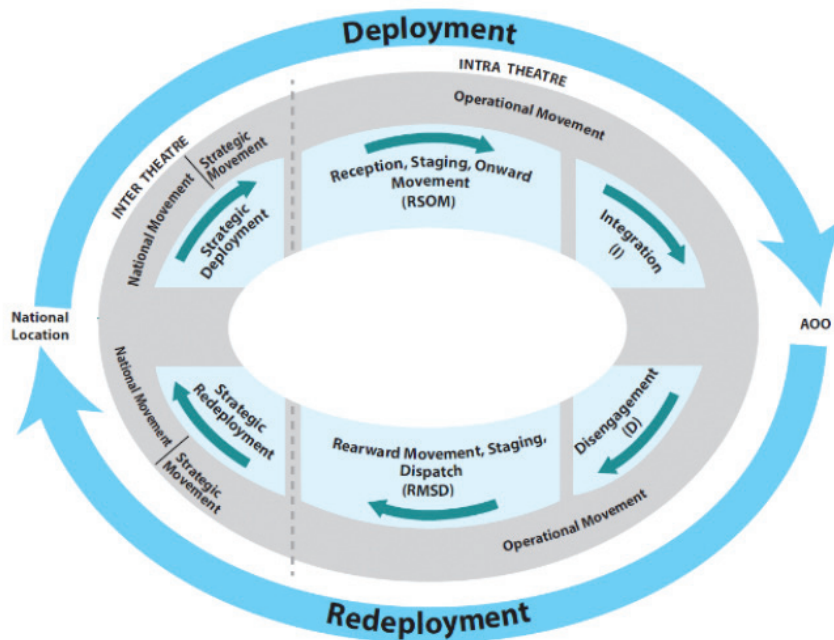 Deployment
INTRA THEATRE
Operational Movement
INTER THEATRE
National Movement
Strategic
Movement
Strategic
Deployment
Reception, Staging, Onward
Movement
(RSOM)
Integration
(I)
National
Location
AOO
National Movement
Strategic
Movement
Strategic
Redeployment
Rearward Movement, Staging,
Dispatch
(RMSD)
Disengagement
(D)
Operational Movement
Redeployment